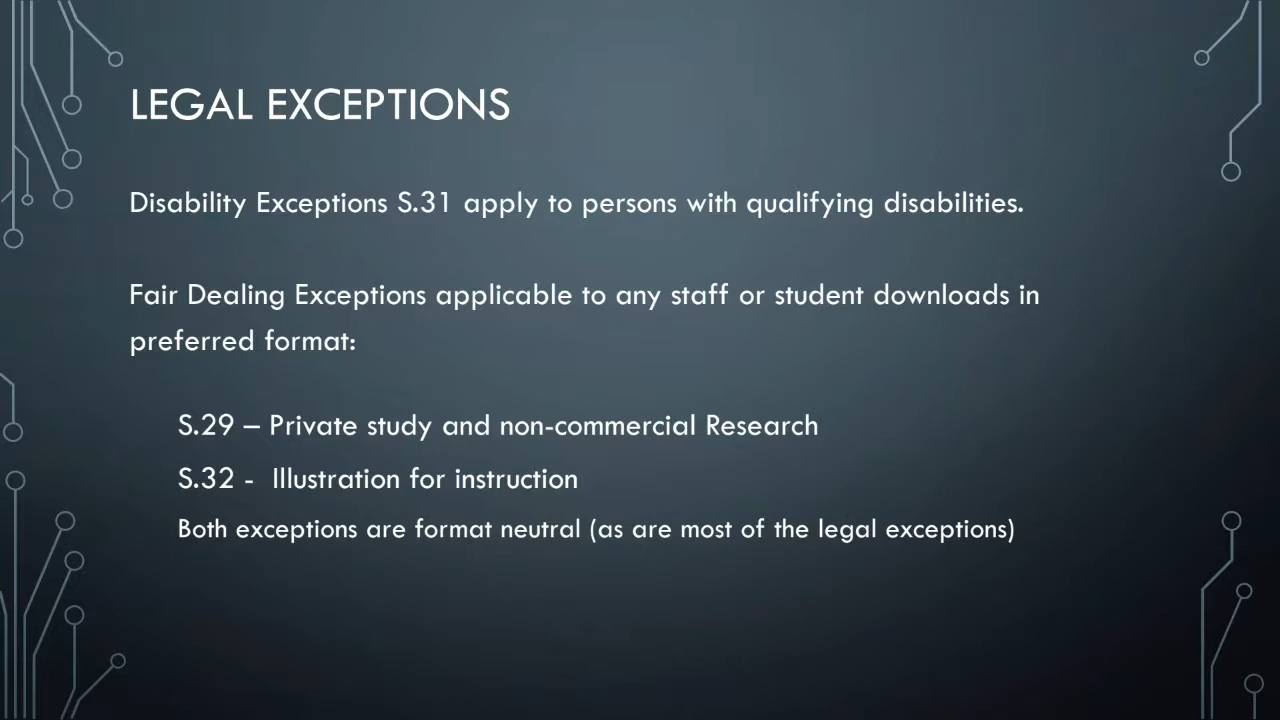 LEGAL EXCEPTIONS
Disability Exceptions S.31 apply to persons with qualifying disabilities.
Fair Dealing Exceptions applicable to any staff or student downloads in
preferred format:
S.29 – Private study and non-commercial Research
S.32 -  Illustration for instruction
Both exceptions are format neutral (as are most of the legal exceptions)